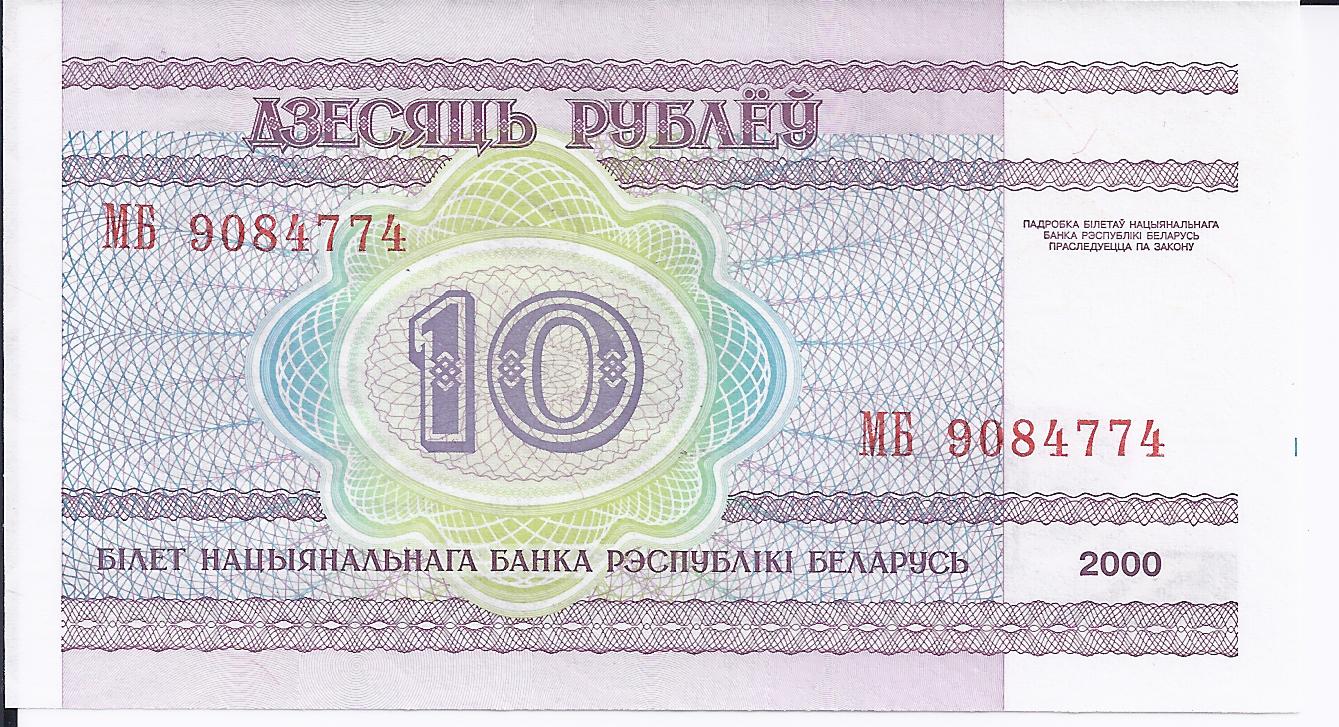 ДЗЕСЯЦЬ РУБЛЁЎ
МБ 9084774
ПАДРОБКА БІЛЕТАЎ НАЦЫЯНАЛЬНАГА
БАНКА РЭСПУБЛІКІ БЕЛАРУСЬ
ПРАСЛЕДУЕЦЦА ПА ЗАКОНУ
10
МБ 9084774
БІЛЕТ НАЦЫЯНАЛЬНАГА БАНКА РЭСПУБЛІКІ БЕЛАРУСЬ
2000